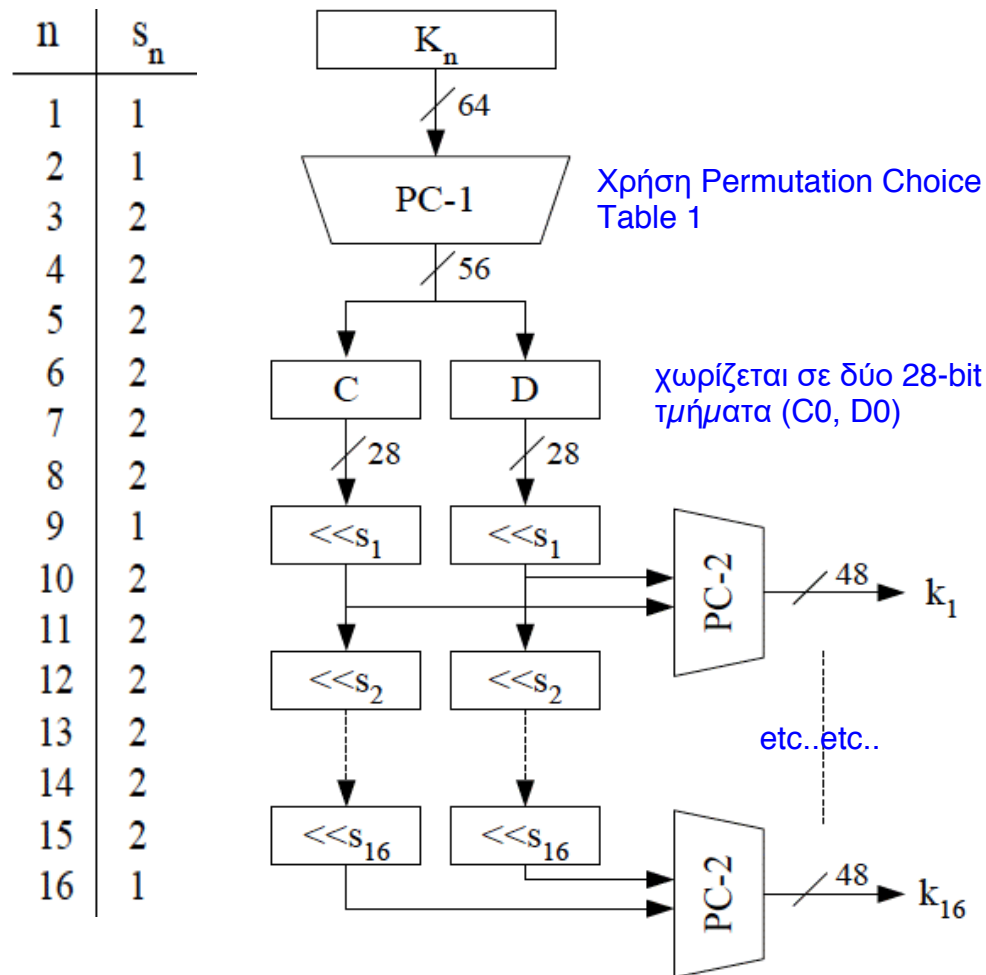 n s_n
1 1
2 1
3 2
4 2
5 2
6 2
7 2
8 2
9 1
10 2
11 2
12 2
13 2
14 2
15 2
16 1
K_n
64
PC-1
Χρήση Permutation Choice
Table 1
56
C D
χωρίζεται σε δύο 28-bit
τμήματα (C0, D0)
28 28
<<s_1 <<s_1
PC-2
48
k_1
<<s_2 <<s_2
etc..etc..
<<s_16 <<s_16
PC-2
48
k_16